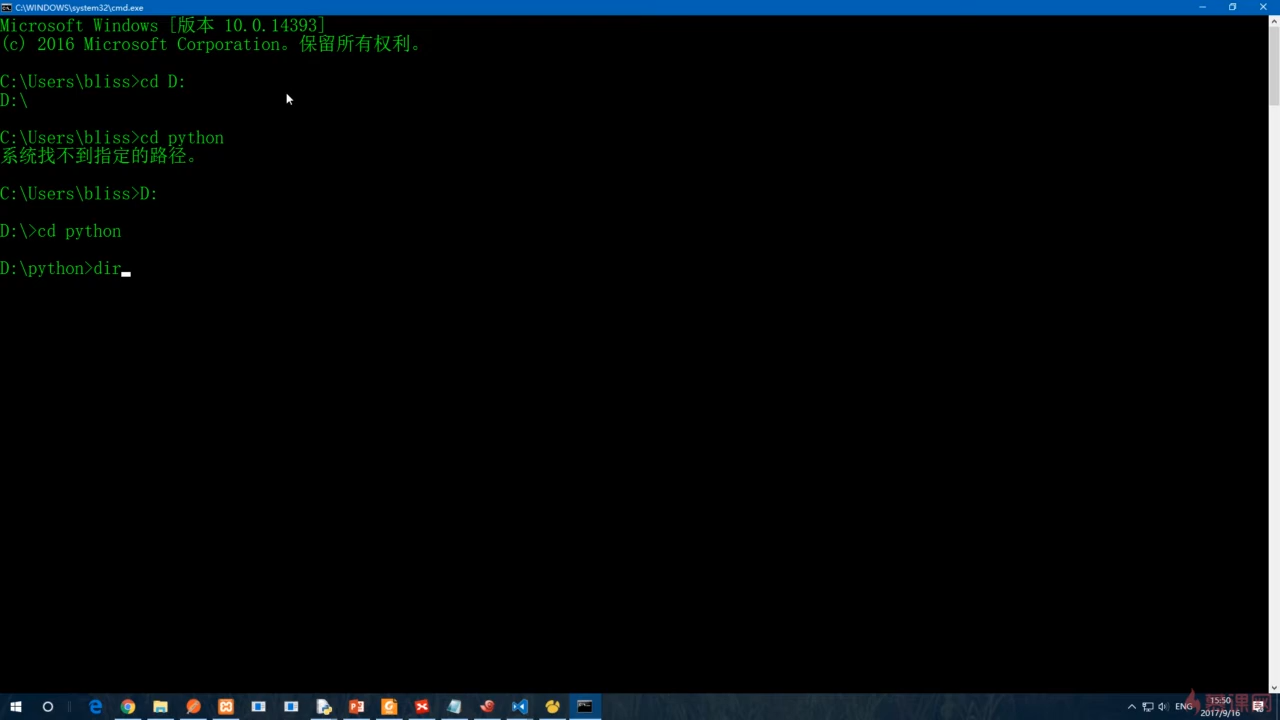 C:\WINDOWS\system32\cmd.exe
Microsoft Windows [版本 10.0.14393]
(c) 2016 Microsoft Corporation。保留所有权利。
C:\Users\bliss>cd D:
D:\
C:\Users\bliss>cd python
系统找不到指定的路径。
C:\Users\bliss>D:
D:\>cd python
D:\python>dir
ENG
15:50
2017/9/16